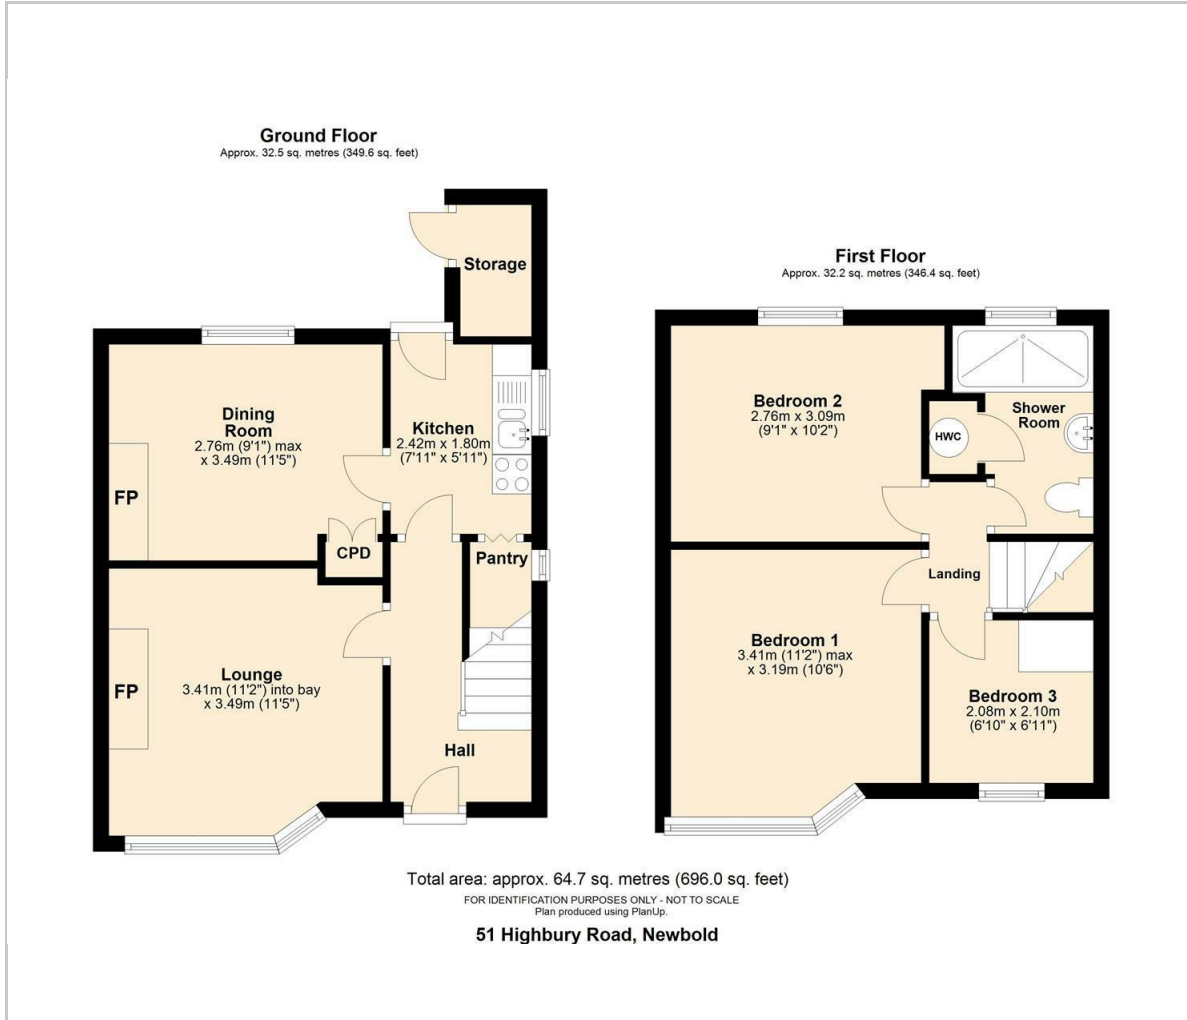 Ground Floor
Approx. 32.5 sq. metres (349.6 sq. feet)
Storage
Dining
Room
2.76m (9'1") max
x 3.49m (11'5")
Kitchen
2.42m x 1.80m
(7'11" x 5'11")
FP
CPD
Pantry
Lounge
3.41m (11'2") into bay
x 3.49m (11'5")
FP
Hall
First Floor
Approx. 32.2 sq. metres (346.4 sq. feet)
Bedroom 2
2.76m x 3.09m
(9'1" x 10'2")
Shower
Room
HWC
Landing
Bedroom 1
3.41m (11'2") max
x 3.19m (10'6")
Bedroom 3
2.08m x 2.10m
(6'10" x 6'11")
Total area: approx. 64.7 sq. metres (696.0 sq. feet)
FOR IDENTIFICATION PURPOSES ONLY - NOT TO SCALE
Plan produced using PlanUp.
51 Highbury Road, Newbold